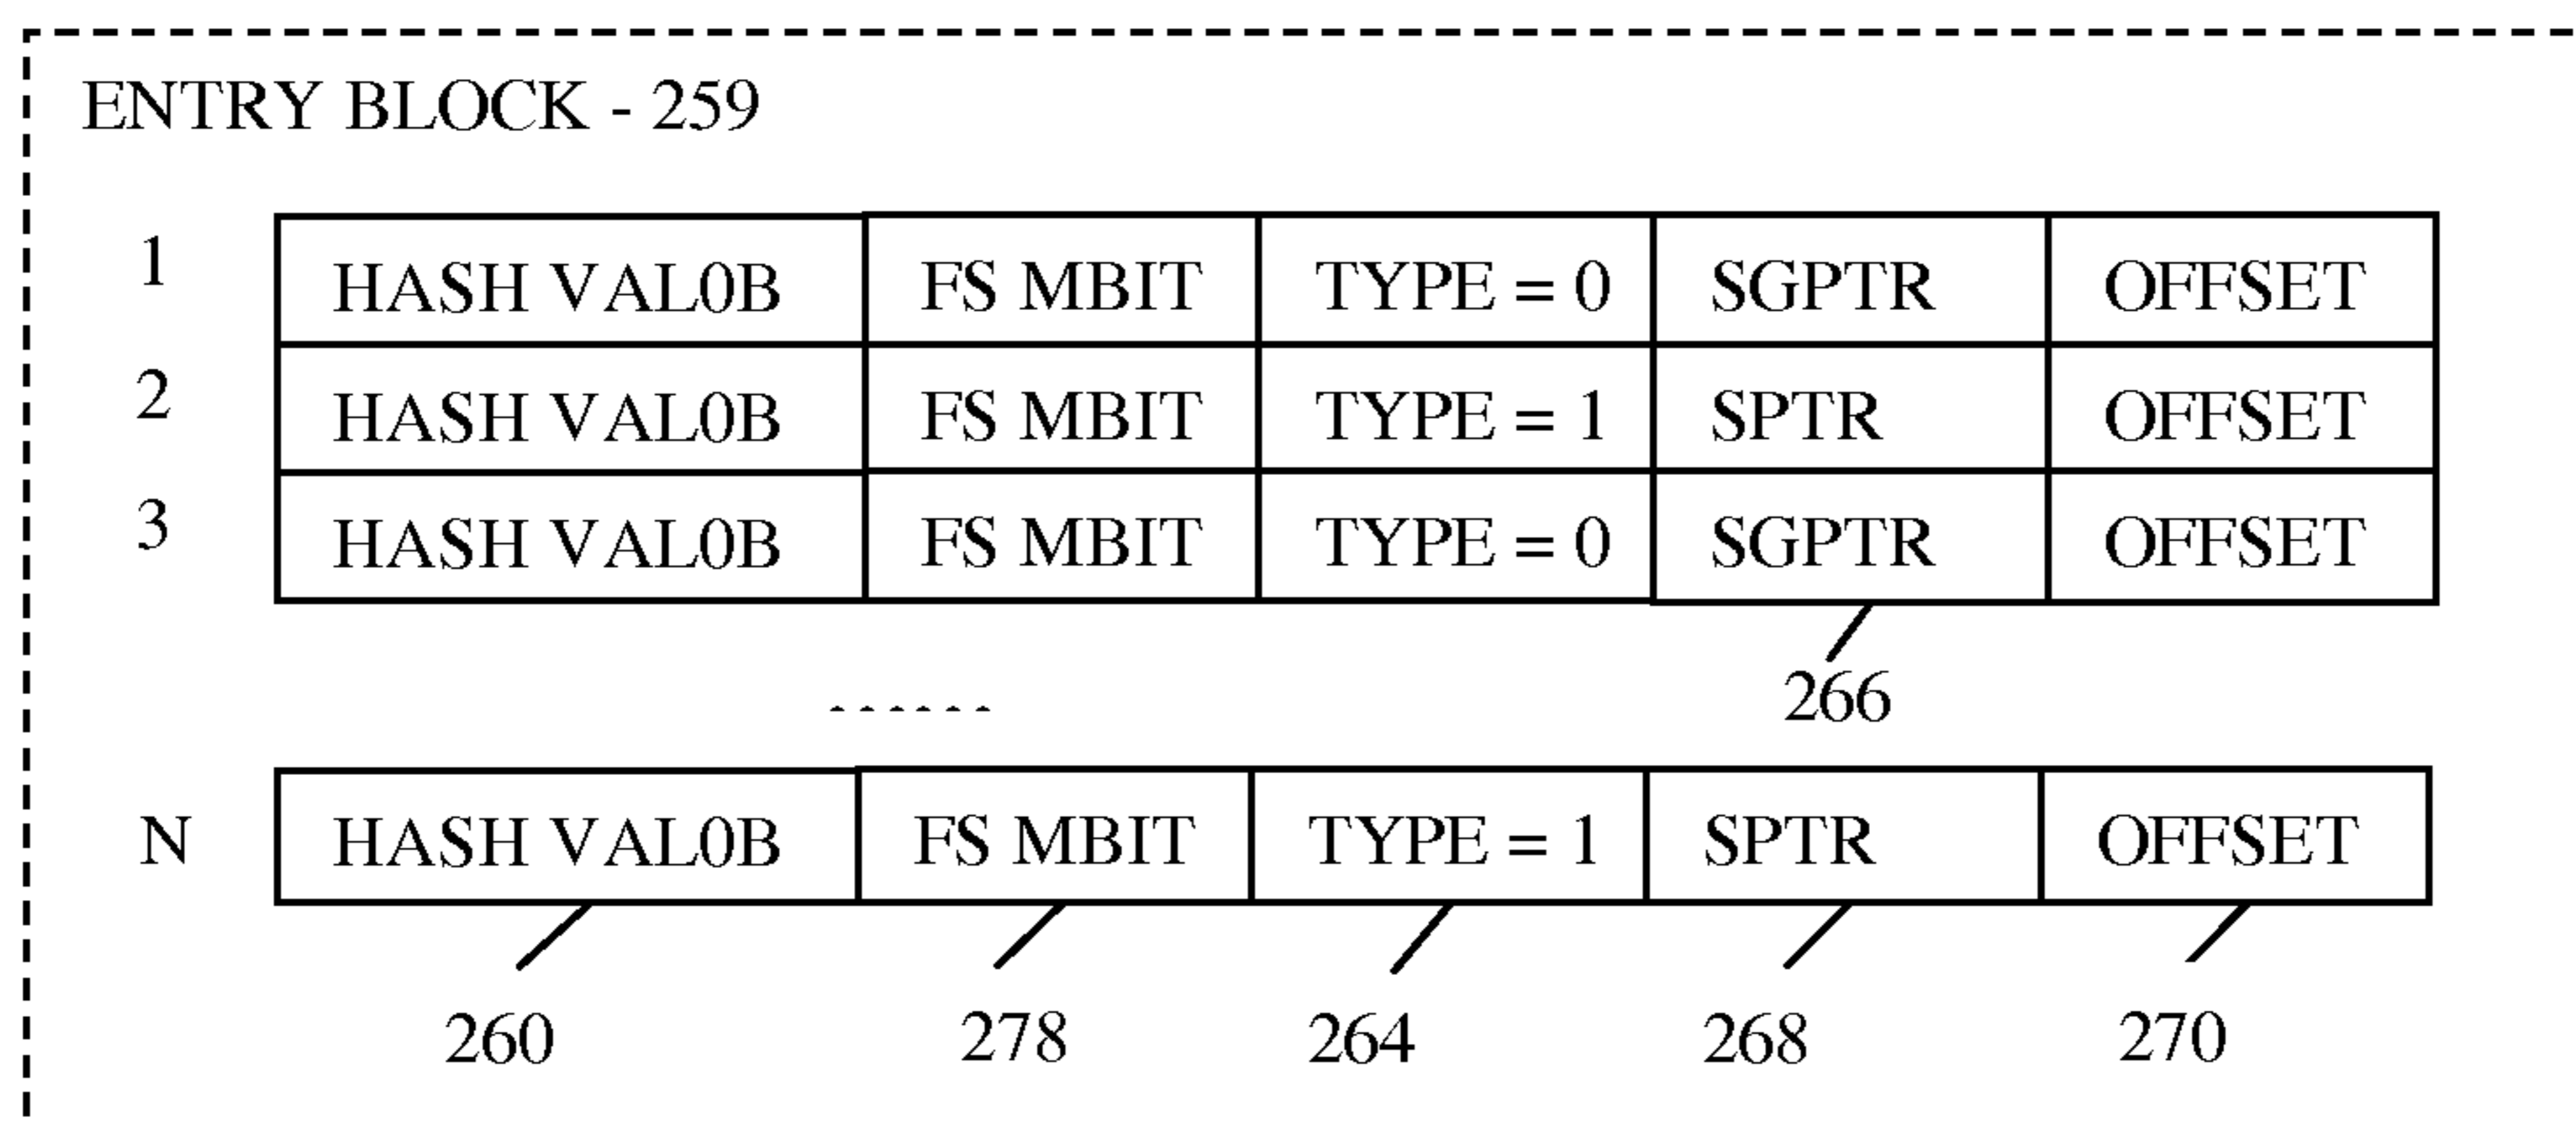 ENTRY BLOCK - 259
1 HASH VAL0B FS MBIT TYPE = 0 SGPTR OFFSET
2 HASH VAL0B FS MBIT TYPE = 1 SPTR OFFSET
3 HASH VAL0B FS MBIT TYPE = 0 SGPTR OFFSET
266
......
N HASH VAL0B FS MBIT TYPE = 1 SPTR OFFSET
260 278 264 268 270